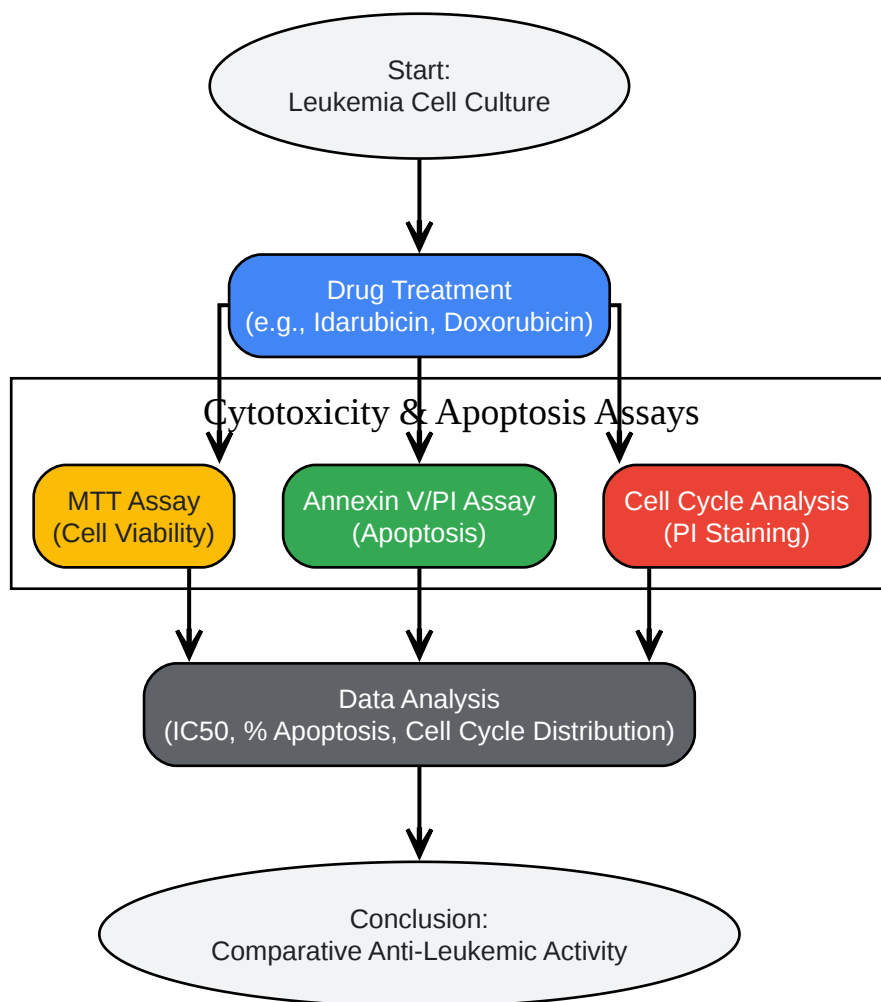 Start:
Leukemia Cell Culture
Drug Treatment
(e.g., Idarubicin, Doxorubicin)
Cytotoxicity & Apoptosis Assays
MTT Assay
(Cell Viability)
Annexin V/PI Assay
(Apoptosis)
Cell Cycle Analysis
(PI Staining)
Data Analysis
(IC50, % Apoptosis, Cell Cycle Distribution)
Conclusion:
Comparative Anti-Leukemic Activity